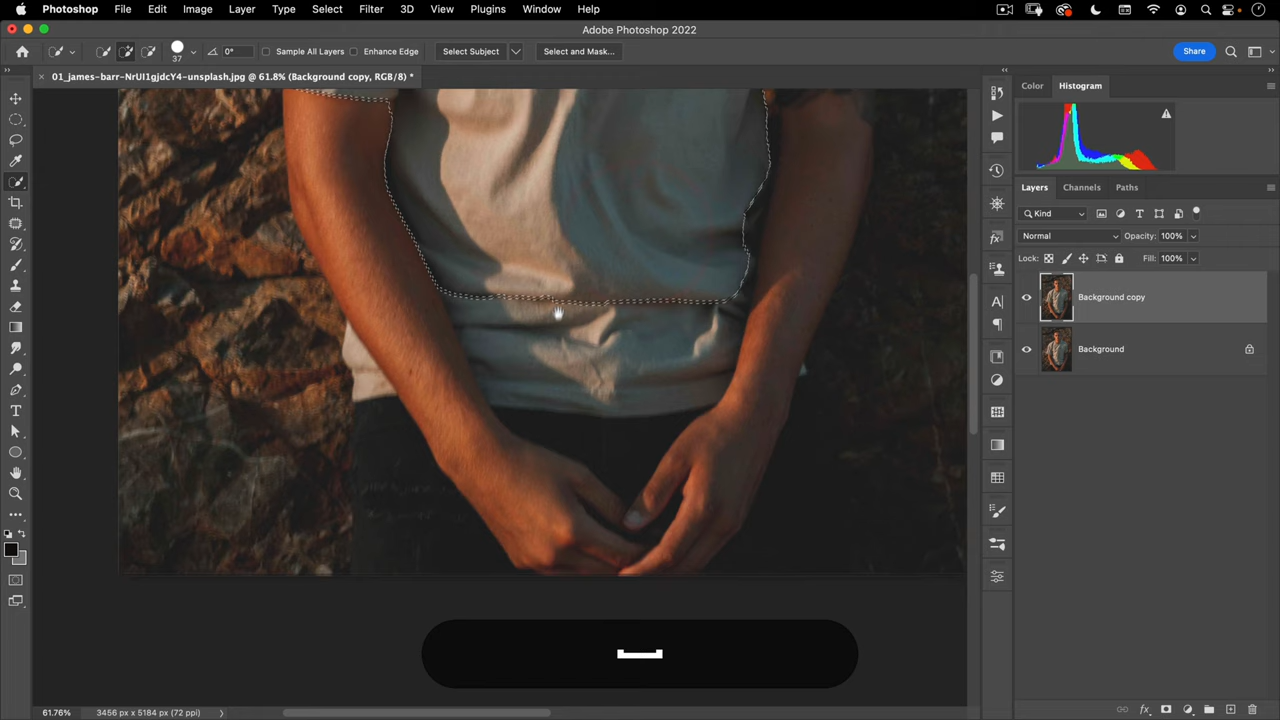 Photoshop File Edit Image Layer Type Select Filter 3D View Plugins Window Help
Adobe Photoshop 2022
37 0° Sample All Layers Enhance Edge Select Subject Select and Mask... Share
01_james-barr-NrUI1gjdcY4-unsplash.jpg @ 61.8% (Background copy, RGB/8) *
Color Histogram
Layers Channels Paths
Kind
Normal Opacity: 100%
Lock: Fill: 100%
Background copy
Background
61.76% 3456 px x 5184 px (72 ppi)